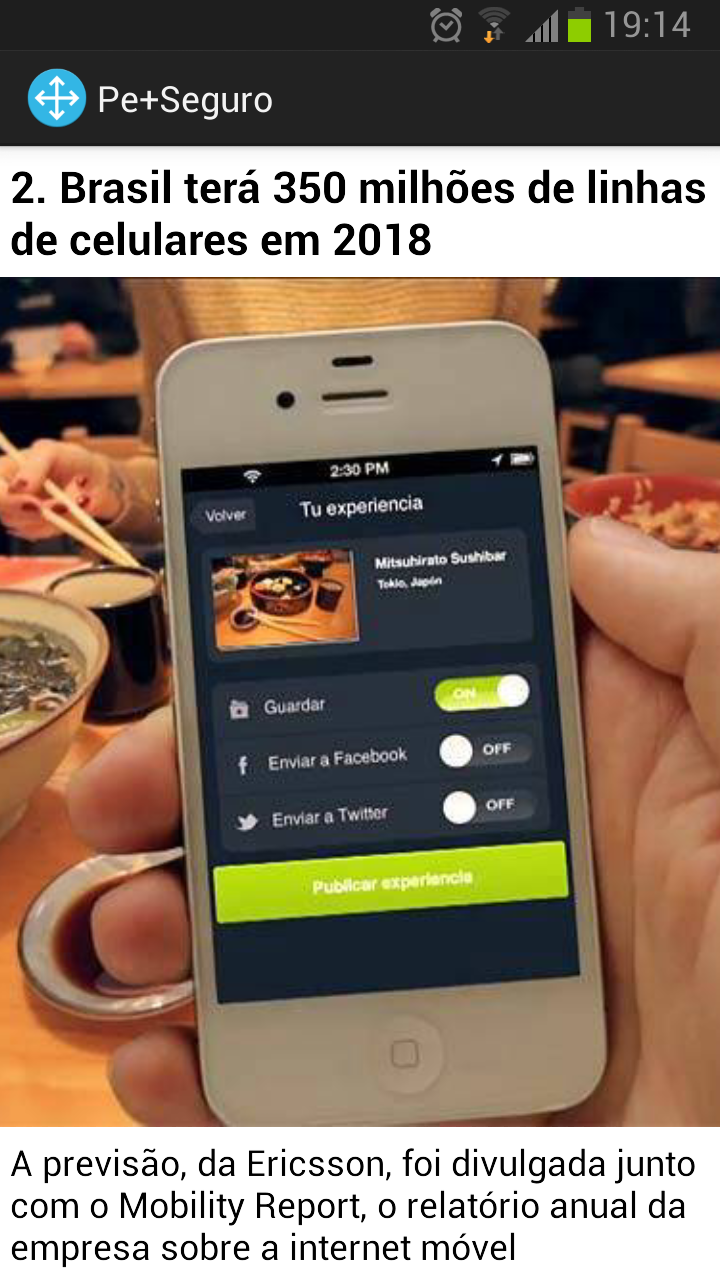 19:14
Pe+Seguro
2. Brasil terá 350 milhões de linhas
de celulares em 2018
2:30 PM
Volver
Tu experiencia
Mitsuhirato Sushibar
Tokio, Japón
Guardar
ON
Enviar a Facebook
OFF
Enviar a Twitter
OFF
Publicar experiencia
A previsão, da Ericsson, foi divulgada junto
com o Mobility Report, o relatório anual da
empresa sobre a internet móvel